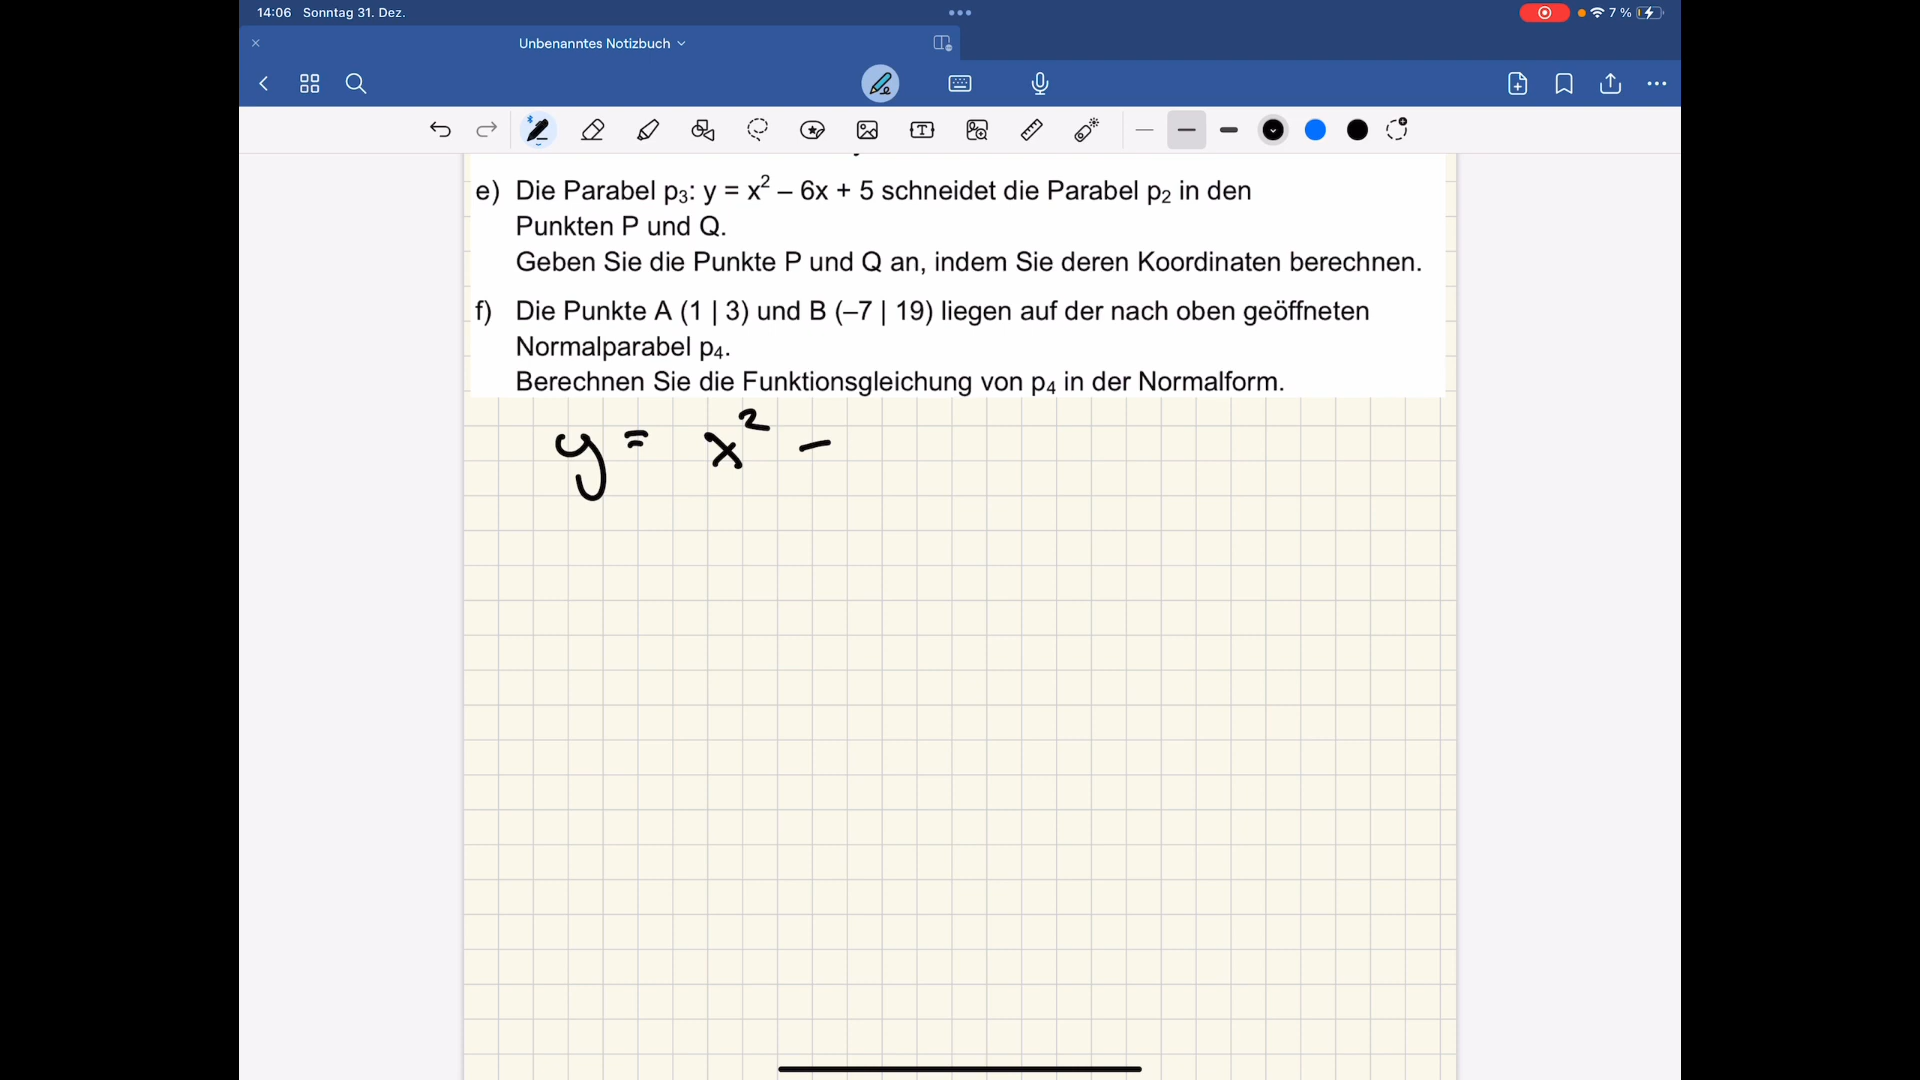 14:06 Sonntag 31. Dez.
7 %
Unbenanntes Notizbuch
e) Die Parabel p₃: y = x² – 6x + 5 schneidet die Parabel p₂ in den
Punkten P und Q.
Geben Sie die Punkte P und Q an, indem Sie deren Koordinaten berechnen.
f) Die Punkte A (1 | 3) und B (–7 | 19) liegen auf der nach oben geöffneten
Normalparabel p₄.
Berechnen Sie die Funktionsgleichung von p₄ in der Normalform.
y = x² –